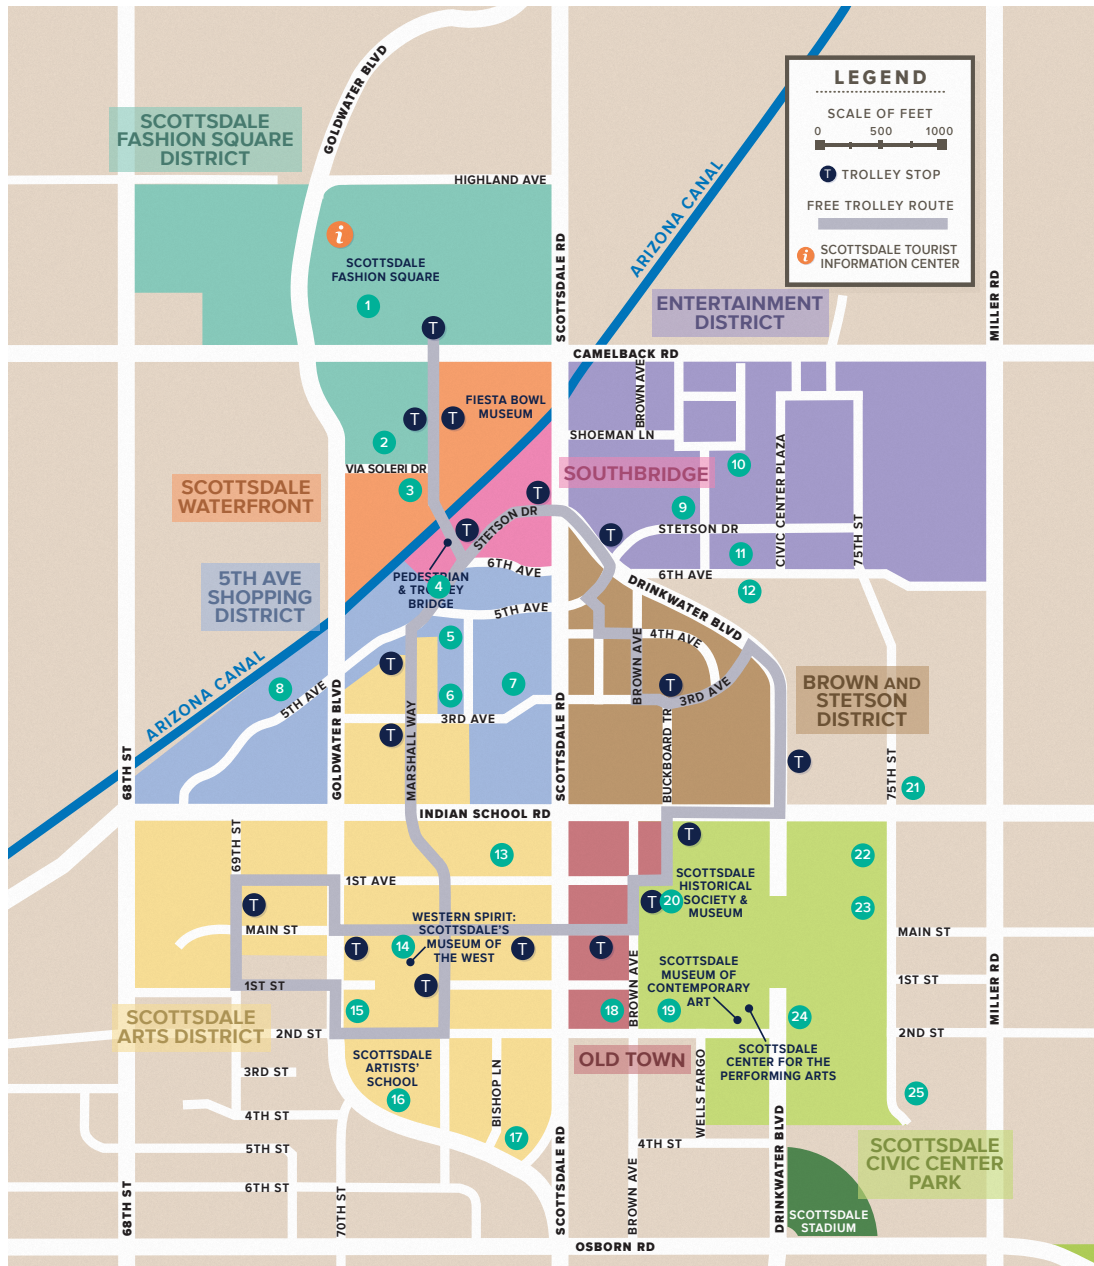 GOLDWATER BLVD
LEGEND
SCALE OF FEET
0 500 1000
T TROLLEY STOP
FREE TROLLEY ROUTE
i SCOTTSDALE TOURIST
INFORMATION CENTER
SCOTTSDALE
FASHION SQUARE
DISTRICT
HIGHLAND AVE
ARIZONA CANAL
i
SCOTTSDALE
FASHION SQUARE
1
T
SCOTTSDALE RD
MILLER RD
ENTERTAINMENT
DISTRICT
CAMELBACK RD
BROWN AVE
FIESTA BOWL
MUSEUM
T
T
2
SHOEMAN LN
VIA SOLERI DR
3
SOUTHBRIDGE
10
CIVIC CENTER PLAZA
SCOTTSDALE
WATERFRONT
T
9
STETSON DR
T
T
STETSON DR
75TH ST
11
6TH AVE
6TH AVE
12
5TH AVE
SHOPPING
DISTRICT
PEDESTRIAN
& TROLLEY
BRIDGE
4
5TH AVE
DRINKWATER BLVD
5
4TH AVE
T
BROWN AVE
ARIZONA CANAL
8
5TH AVE
6
7
T
3RD AVE
BROWN AND
STETSON
DISTRICT
3RD AVE
T
GOLDWATER BLVD
MARSHALL WAY
SCOTTSDALE RD
BUCKBOARD TR
T
68TH ST
75TH ST
21
INDIAN SCHOOL RD
69TH ST
13
T
22
1ST AVE
SCOTTSDALE
HISTORICAL
SOCIETY &
MUSEUM
T
20
T
23
MAIN ST
WESTERN SPIRIT:
SCOTTSDALE'S
MUSEUM OF
THE WEST
14
T
T
T
MAIN ST
BROWN AVE
SCOTTSDALE
MUSEUM OF
CONTEMPORARY
ART
1ST ST
T
1ST ST
MILLER RD
SCOTTSDALE
ARTS DISTRICT
15
18
19
24
2ND ST
2ND ST
SCOTTSDALE
ARTISTS'
SCHOOL
16
OLD TOWN
SCOTTSDALE
CENTER FOR THE
PERFORMING ARTS
3RD ST
BISHOP LN
WELLS FARGO
25
4TH ST
17
DRINKWATER BLVD
4TH ST
5TH ST
SCOTTSDALE
CIVIC CENTER
PARK
6TH ST
68TH ST
70TH ST
SCOTTSDALE RD
BROWN AVE
SCOTTSDALE
STADIUM
OSBORN RD